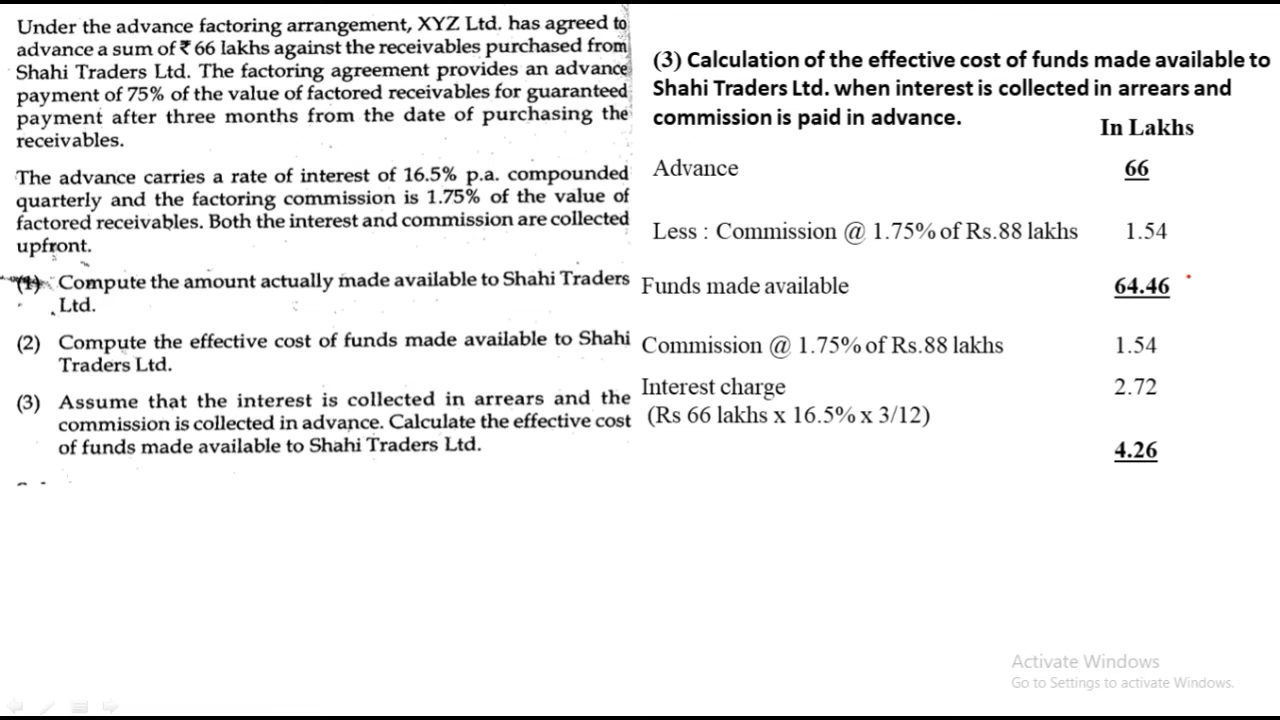 Under the advance factoring arrangement, XYZ Ltd. has agreed to
advance a sum of ₹ 66 lakhs against the receivables purchased from
Shahi Traders Ltd. The factoring agreement provides an advance
payment of 75% of the value of factored receivables for guaranteed
payment after three months from the date of purchasing the
receivables.
The advance carries a rate of interest of 16.5% p.a. compounded
quarterly and the factoring commission is 1.75% of the value of
factored receivables. Both the interest and commission are collected
upfront.
(1) Compute the amount actually made available to Shahi Traders
Ltd.
(2) Compute the effective cost of funds made available to Shahi
Traders Ltd.
(3) Assume that the interest is collected in arrears and the
commission is collected in advance. Calculate the effective cost
of funds made available to Shahi Traders Ltd.
(3) Calculation of the effective cost of funds made available to
Shahi Traders Ltd. when interest is collected in arrears and
commission is paid in advance.
In Lakhs
Advance 66
Less : Commission @ 1.75% of Rs.88 lakhs 1.54
Funds made available 64.46
Commission @ 1.75% of Rs.88 lakhs 1.54
Interest charge 2.72
(Rs 66 lakhs x 16.5% x 3/12)
4.26
Activate Windows
Go to Settings to activate Windows.